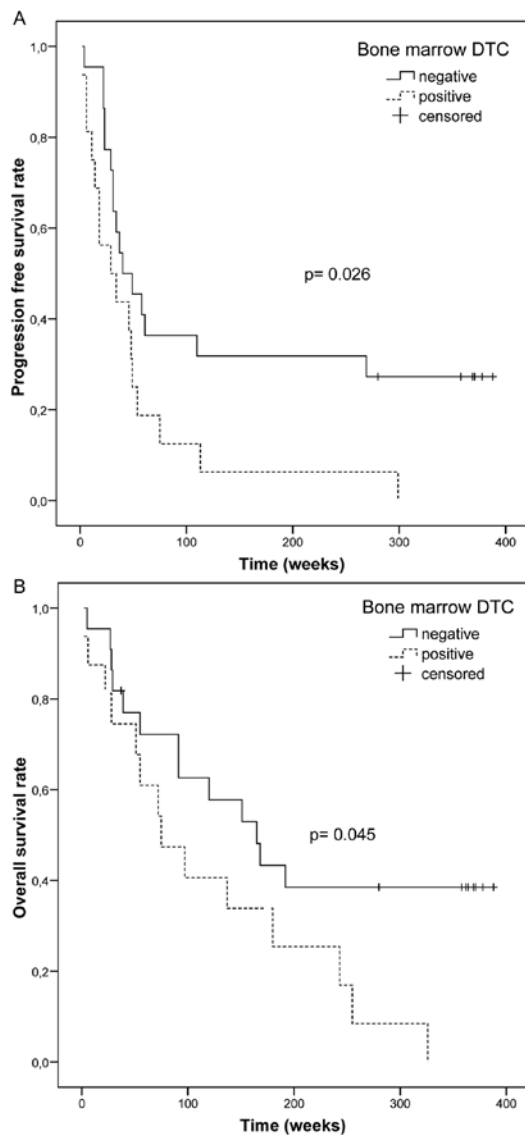 A
Bone marrow DTC
negative
positive
censored
Progression free survival rate
1,0
0,8
0,6
0,4
0,2
0,0
p= 0.026
0
100
200
300
400
Time (weeks)
B
Bone marrow DTC
negative
positive
censored
Overall survival rate
1,0
0,8
0,6
0,4
0,2
0,0
p= 0.045
0
100
200
300
400
Time (weeks)